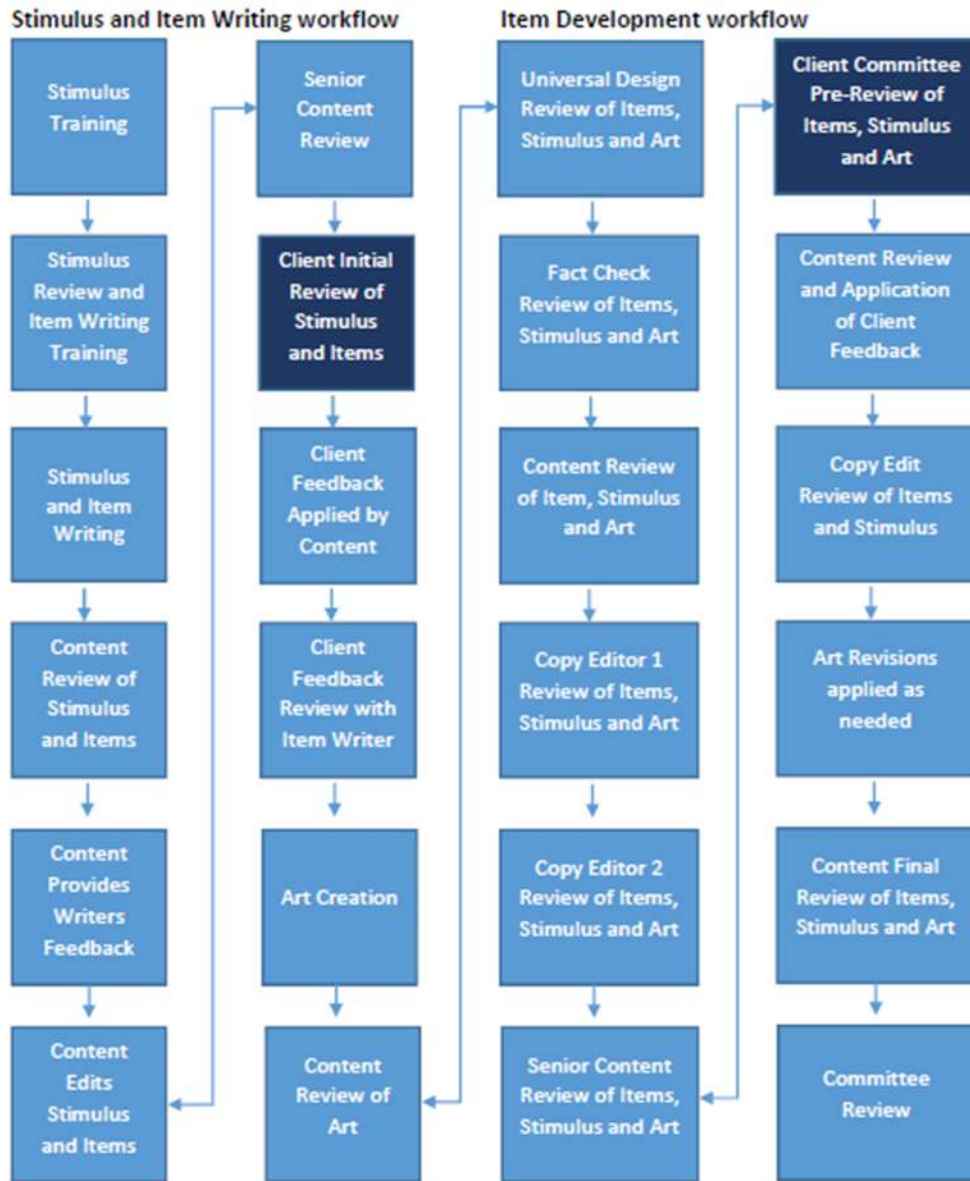 Stimulus and Item Writing workflow
Stimulus
Training
Stimulus
Review and
Item Writing
Training
Stimulus
and Item
Writing
Content
Review of
Stimulus
and Items
Content
Provides
Writers
Feedback
Content
Edits
Stimulus
and Items
Senior
Content
Review
Client Initial
Review of
Stimulus
and Items
Client
Feedback
Applied by
Content
Client
Feedback
Review with
Item Writer
Art Creation
Content
Review of
Art
Item Development workflow
Universal Design
Review of Items,
Stimulus and Art
Fact Check
Review of Items,
Stimulus and Art
Content Review
of Item, Stimulus
and Art
Copy Editor 1
Review of Items,
Stimulus and Art
Copy Editor 2
Review of Items,
Stimulus and Art
Senior Content
Review of Items,
Stimulus and Art
Client Committee
Pre-Review of
Items, Stimulus
and Art
Content Review
and Application
of Client
Feedback
Copy Edit
Review of Items
and Stimulus
Art Revisions
applied as
needed
Content Final
Review of Items,
Stimulus and Art
Committee
Review